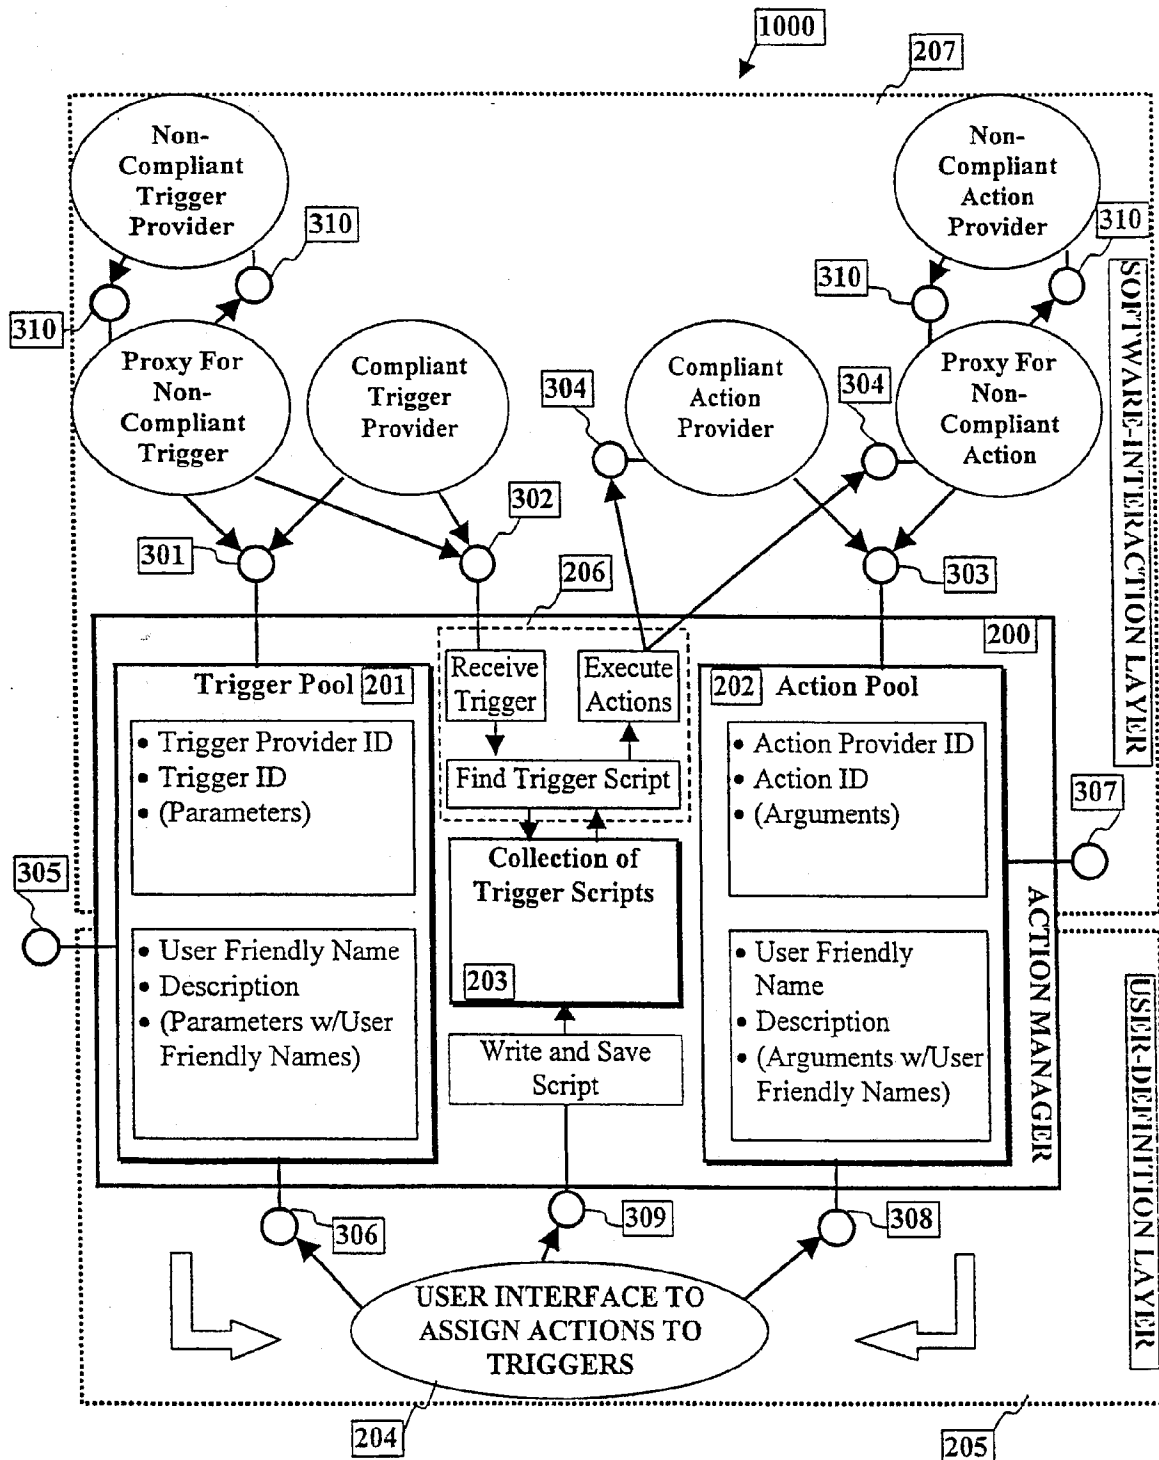 1000
207
Non-
Compliant
Trigger
Provider
Non-
Compliant
Action
Provider
310
310
310
310
Proxy For
Non-
Compliant
Trigger
Compliant
Trigger
Provider
304
Compliant
Action
Provider
304
Proxy For
Non-
Compliant
Action
SOFTWARE-INTERACTION LAYER
301
302
206
303
200
Trigger Pool 201
Receive
Trigger
Execute
Actions
202 Action Pool
• Trigger Provider ID
• Trigger ID
• (Parameters)
Find Trigger Script
• Action Provider ID
• Action ID
• (Arguments)
307
Collection of
Trigger Scripts
203
305
• User Friendly Name
• Description
• (Parameters w/User
Friendly Names)
• User Friendly
Name
• Description
• (Arguments w/User
Friendly Names)
ACTION MANAGER
Write and Save
Script
USER-DEFINITION LAYER
306
309
308
USER INTERFACE TO
ASSIGN ACTIONS TO
TRIGGERS
204
205